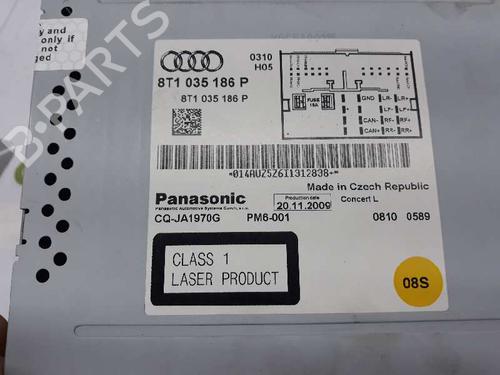 y and
only if
not
ged
0310
H05
8T1 035 186 P
8T1 035 186 P
FUSE
15A
GND LR- LR+
+ LF- LF+
CAN- RF- RF+
CAN+ RR- RR+
*014AUZ5Z6I1312838*
Made in Czech Republic
Panasonic
Panasonic Automotive Systems Czech, s.r.o.
Production date
20.11.2009
Concert L
CQ-JA1970G PM6-001 0810 0589
CLASS 1
LASER PRODUCT
08S
B-PARTS